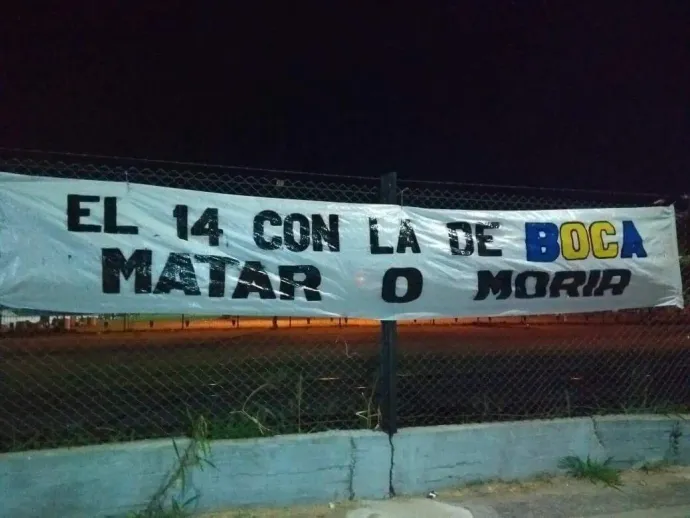 EL 14 CON LA DE BOCA
MATAR O MORIR